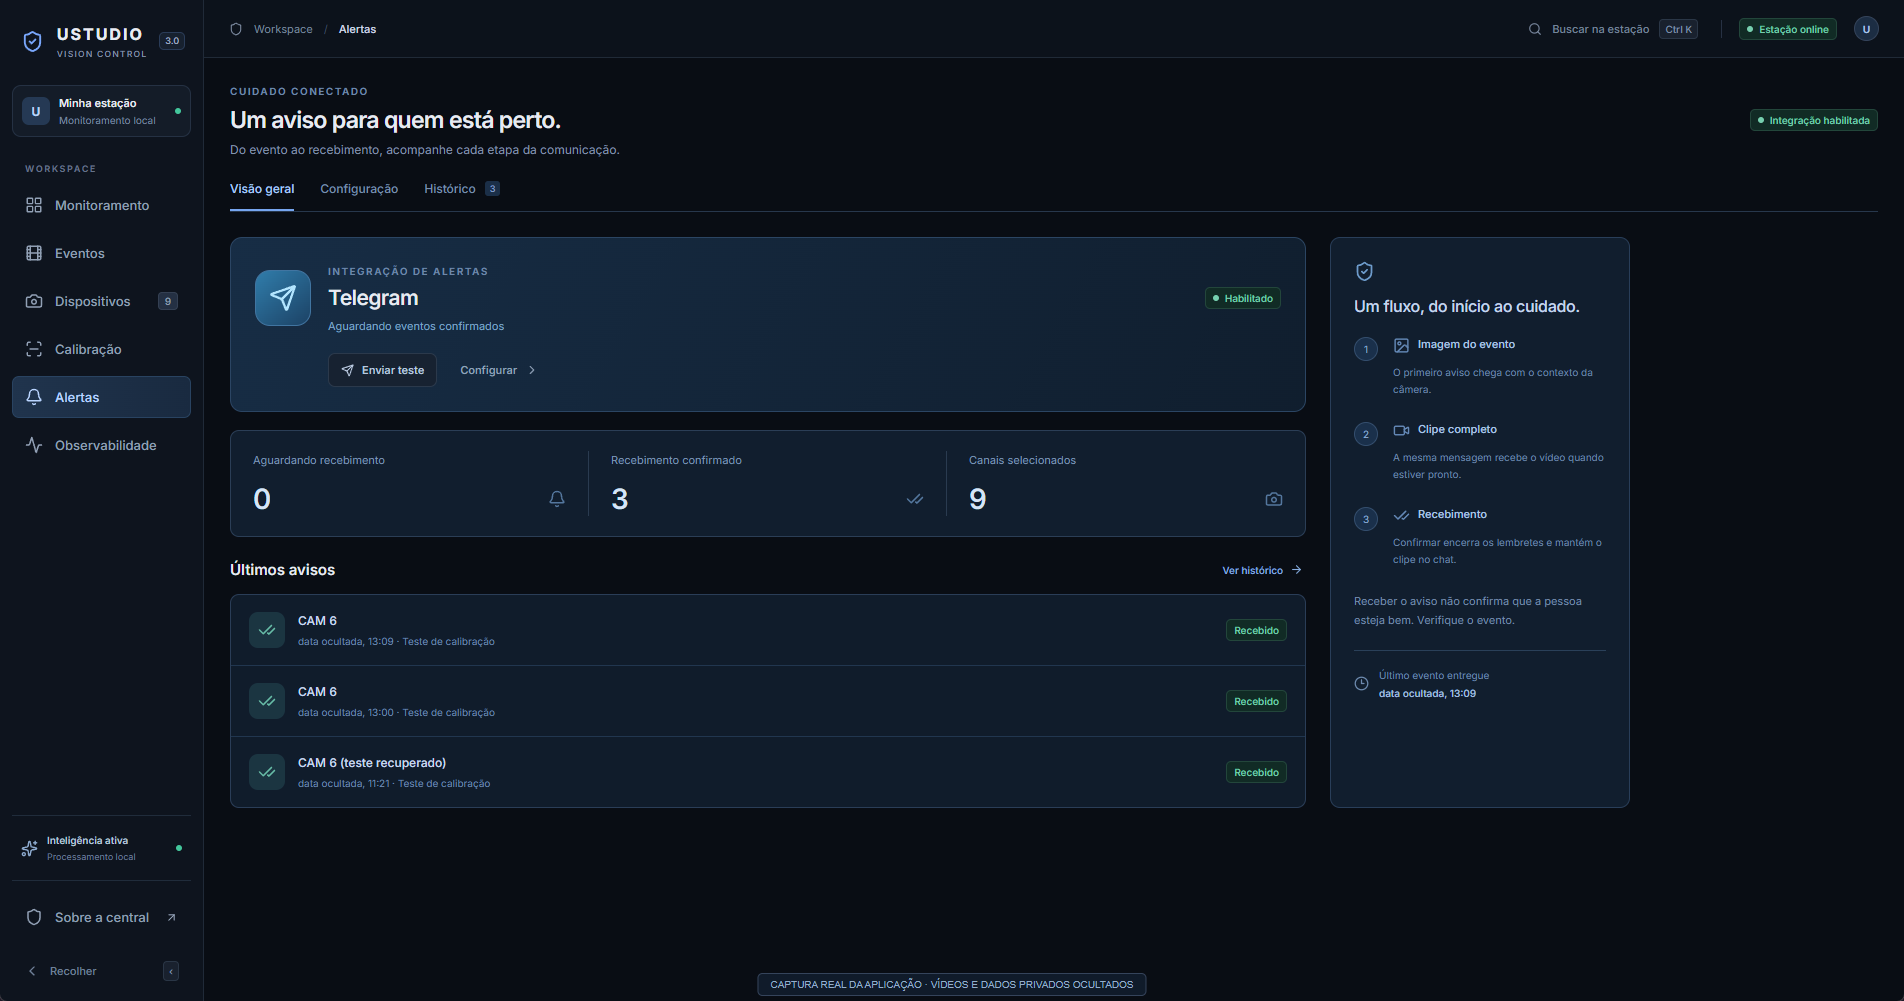 USTUDIO
VISION CONTROL
3.0
U
Minha estação
Monitoramento local
WORKSPACE
Monitoramento
Eventos
Dispositivos
9
Calibração
Alertas
Observabilidade
Inteligência ativa
Processamento local
Sobre a central
Recolher
Workspace / Alertas
Buscar na estação
Ctrl K
Estação online
U
CUIDADO CONECTADO
Um aviso para quem está perto.
Do evento ao recebimento, acompanhe cada etapa da comunicação.
Integração habilitada
Visão geral
Configuração
Histórico
3
INTEGRAÇÃO DE ALERTAS
Telegram
Aguardando eventos confirmados
Habilitado
Enviar teste
Configurar
Aguardando recebimento
0
Recebimento confirmado
3
Canais selecionados
9
Últimos avisos
Ver histórico
CAM 6
data ocultada, 13:09 · Teste de calibração
Recebido
CAM 6
data ocultada, 13:00 · Teste de calibração
Recebido
CAM 6 (teste recuperado)
data ocultada, 11:21 · Teste de calibração
Recebido
Um fluxo, do início ao cuidado.
1
Imagem do evento
O primeiro aviso chega com o contexto da
câmera.
2
Clipe completo
A mesma mensagem recebe o vídeo quando
estiver pronto.
3
Recebimento
Confirmar encerra os lembretes e mantém o
clipe no chat.
Receber o aviso não confirma que a pessoa
esteja bem. Verifique o evento.
Último evento entregue
data ocultada, 13:09
CAPTURA REAL DA APLICAÇÃO · VÍDEOS E DADOS PRIVADOS OCULTADOS